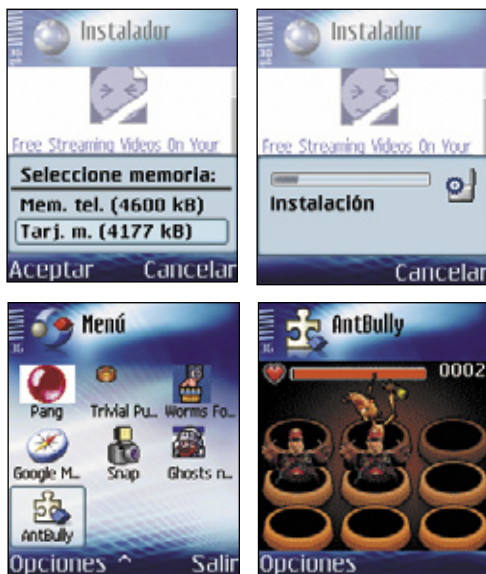 Instalador
Free Streaming Videos On Your
Seleccione memoria:
Mem. tel. (4600 kB)
Tarj. m. (4177 kB)
Aceptar Cancelar
Instalador
Free Streaming Videos On Your
Instalación
Cancelar
3G
Menú
Pang Trivial Pu... Worms Fo...
Google M... Snap Ghosts n...
AntBully
Opciones Salir
3G
AntBully
0002
Opciones